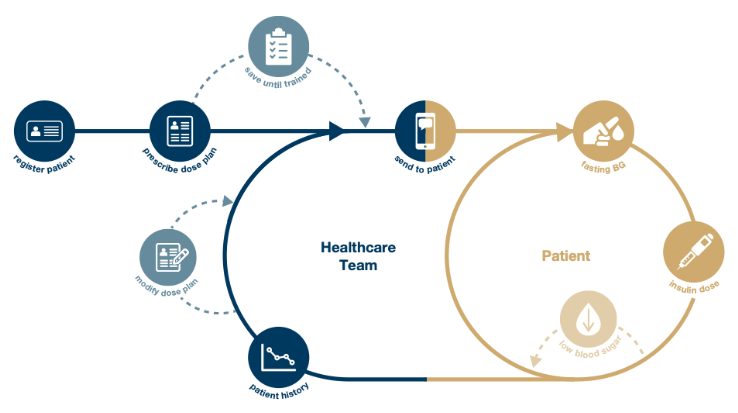 save until trained
register patient
prescribe dose plan
send to patient
fasting BG
Healthcare
Team
Patient
modify dose plan
insulin dose
low blood sugar
patient history